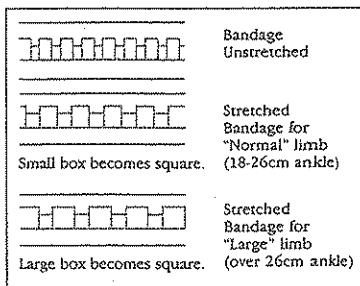 Bandage
Unstretched
Stretched
Bandage for
"Normal" limb
Small box becomes square. (18-26cm ankle)
Stretched
Bandage for
"Large" limb
Large box becomes square. (over 26cm ankle)